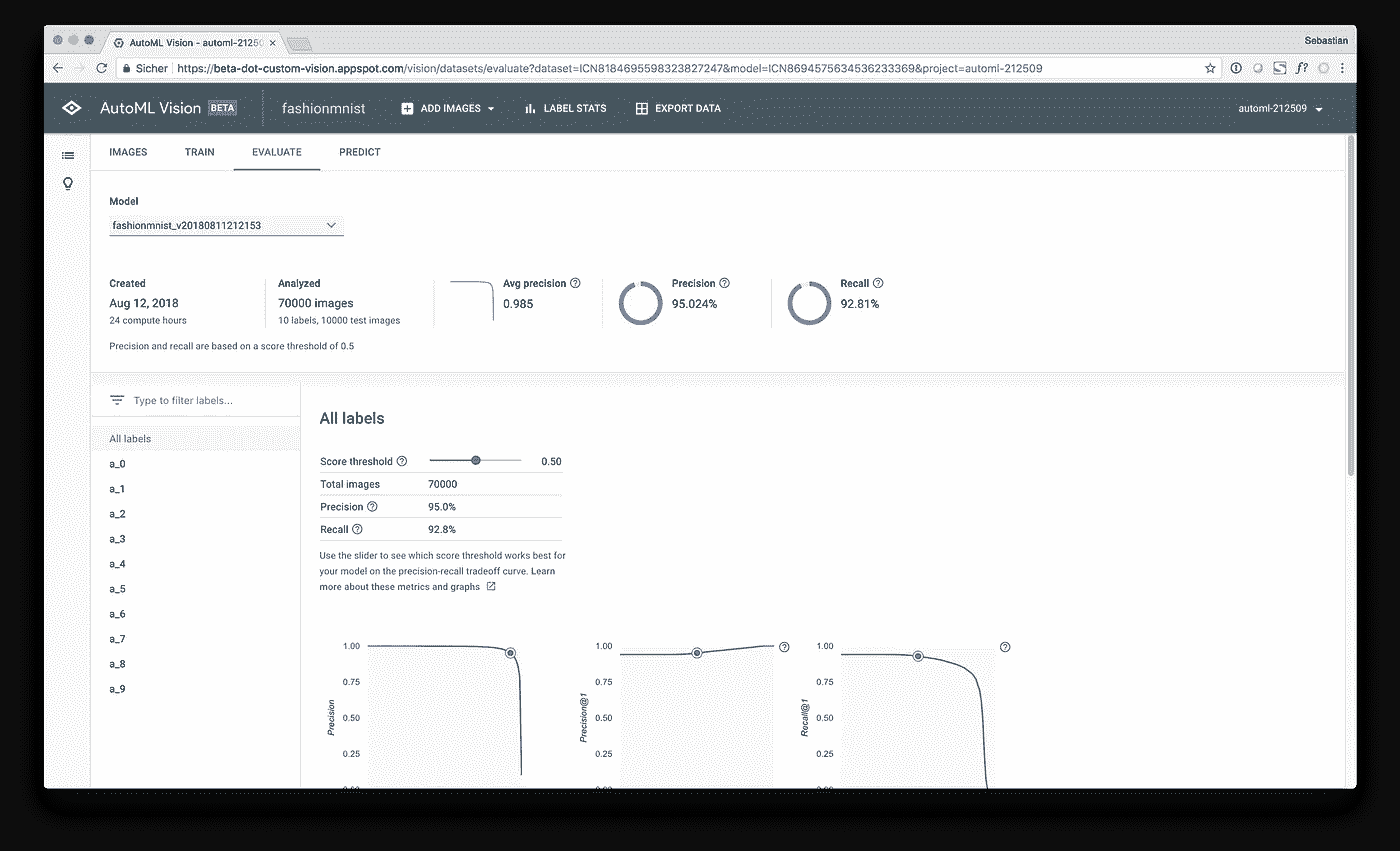 AutoML Vision - automl-2125
Sebastian
Sicher https://beta-dot-custom-vision.appspot.com/vision/datasets/evaluate?dataset=ICN8184695598323827247&model=ICN8694575634536233369&project=automl-212509
AutoML Vision BETA fashionmnist ADD IMAGES LABEL STATS EXPORT DATA automl-212509
IMAGES TRAIN EVALUATE PREDICT
Model
fashionmnist_v20180811212153
Created Analyzed Avg precision Precision Recall
Aug 12, 2018 70000 images 0.985 95.024% 92.81%
24 compute hours 10 labels, 10000 test images
Precision and recall are based on a score threshold of 0.5
Type to filter labels...
All labels
a_0
a_1
a_2
a_3
a_4
a_5
a_6
a_7
a_8
a_9
All labels
Score threshold 0.50
Total images 70000
Precision 95.0%
Recall 92.8%
Use the slider to see which score threshold works best for
your model on the precision-recall tradeoff curve. Learn
more about these metrics and graphs
Precision
1.00
0.75
0.50
0.25
Precision@1
1.00
0.75
0.50
0.25
Recall@1
1.00
0.75
0.50
0.25